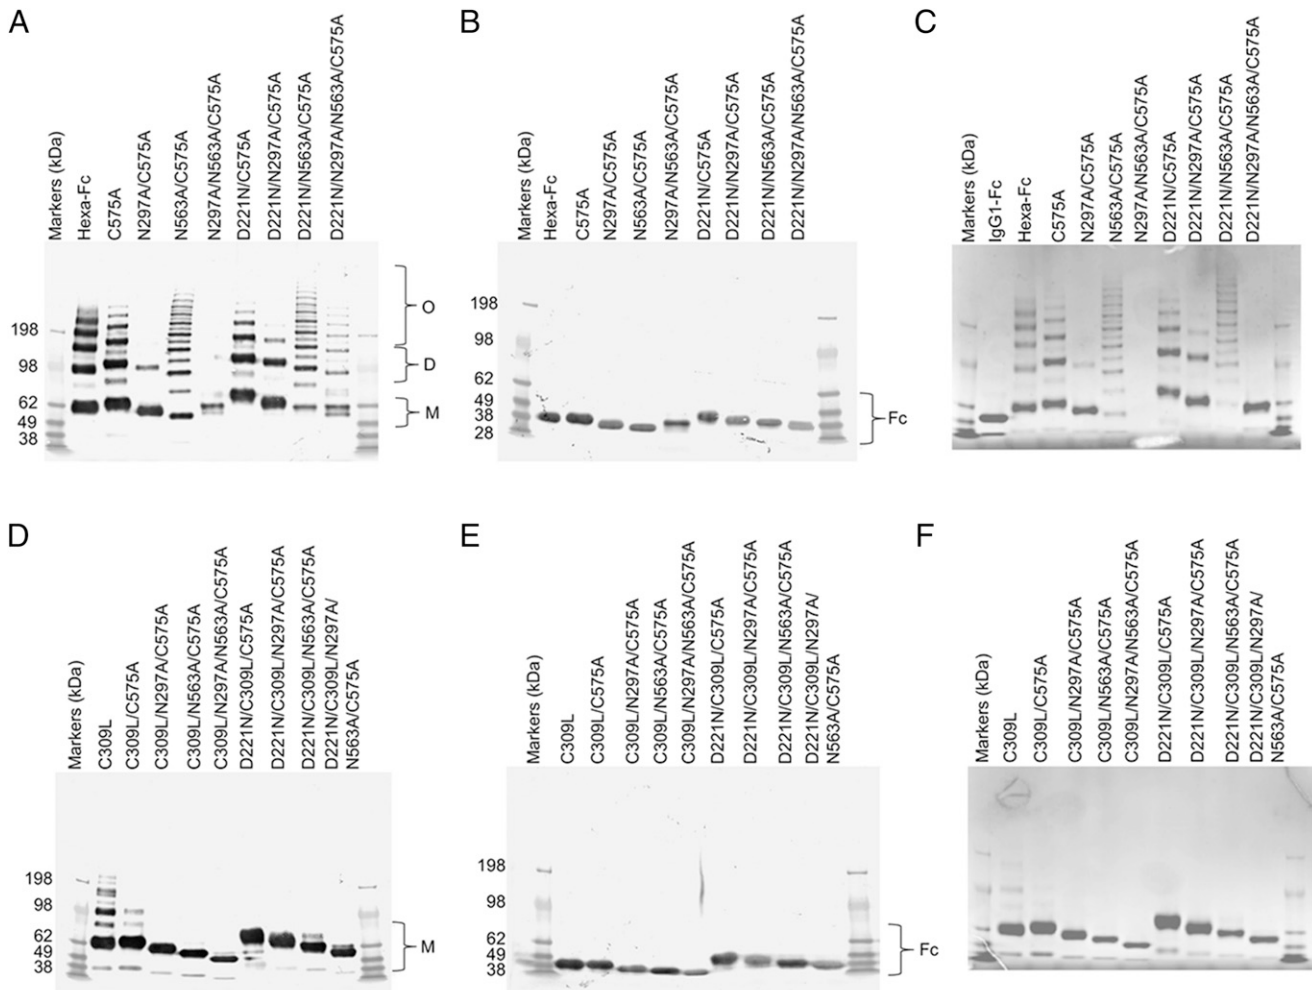 A
Markers (kDa)
Hexa-Fc
C575A
N297A/C575A
N563A/C575A
N297A/N563A/C575A
D221N/C575A
D221N/N297A/C575A
D221N/N563A/C575A
D221N/N297A/N563A/C575A
198
98
62
49
38
O
D
M
B
Markers (kDa)
Hexa-Fc
C575A
N297A/C575A
N563A/C575A
N297A/N563A/C575A
D221N/C575A
D221N/N297A/C575A
D221N/N563A/C575A
D221N/N297A/N563A/C575A
198
98
62
49
38
28
Fc
C
Markers (kDa)
IgG1-Fc
Hexa-Fc
C575A
N297A/C575A
N563A/C575A
N297A/N563A/C575A
D221N/C575A
D221N/N297A/C575A
D221N/N563A/C575A
D221N/N297A/N563A/C575A
D
Markers (kDa)
C309L
C309L/C575A
C309L/N297A/C575A
C309L/N563A/C575A
C309L/N297A/N563A/C575A
D221N/C309L/C575A
D221N/C309L/N297A/C575A
D221N/C309L/N563A/C575A
D221N/C309L/N297A/
N563A/C575A
198
98
62
49
38
M
E
Markers (kDa)
C309L
C309L/C575A
C309L/N297A/C575A
C309L/N563A/C575A
C309L/N297A/N563A/C575A
D221N/C309L/C575A
D221N/C309L/N297A/C575A
D221N/C309L/N563A/C575A
D221N/C309L/N297A/
N563A/C575A
198
98
62
49
38
Fc
F
Markers (kDa)
C309L
C309L/C575A
C309L/N297A/C575A
C309L/N563A/C575A
C309L/N297A/N563A/C575A
D221N/C309L/C575A
D221N/C309L/N297A/C575A
D221N/C309L/N563A/C575A
D221N/C309L/N297A/
N563A/C575A